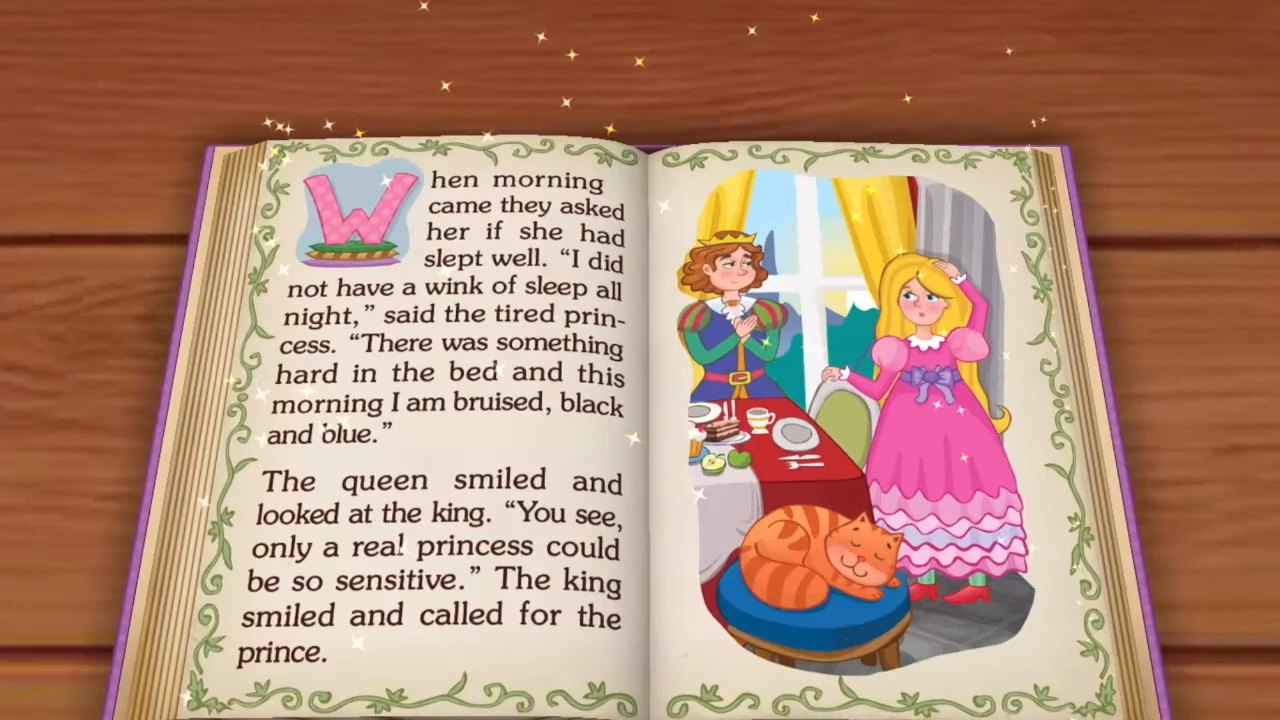 When morning
came they asked
her if she had
slept well. “I did
not have a wink of sleep all
night,” said the tired prin-
cess. “There was something
hard in the bed and this
morning I am bruised, black
and blue.”
The queen smiled and
looked at the king. “You see,
only a real princess could
be so sensitive.” The king
smiled and called for the
prince.